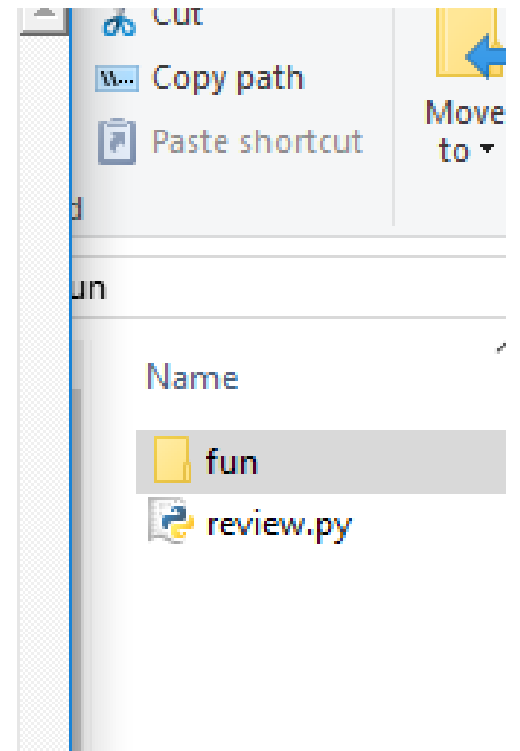 Cut
W... Copy path
Paste shortcut
Move
to
d
un
Name
fun
review.py